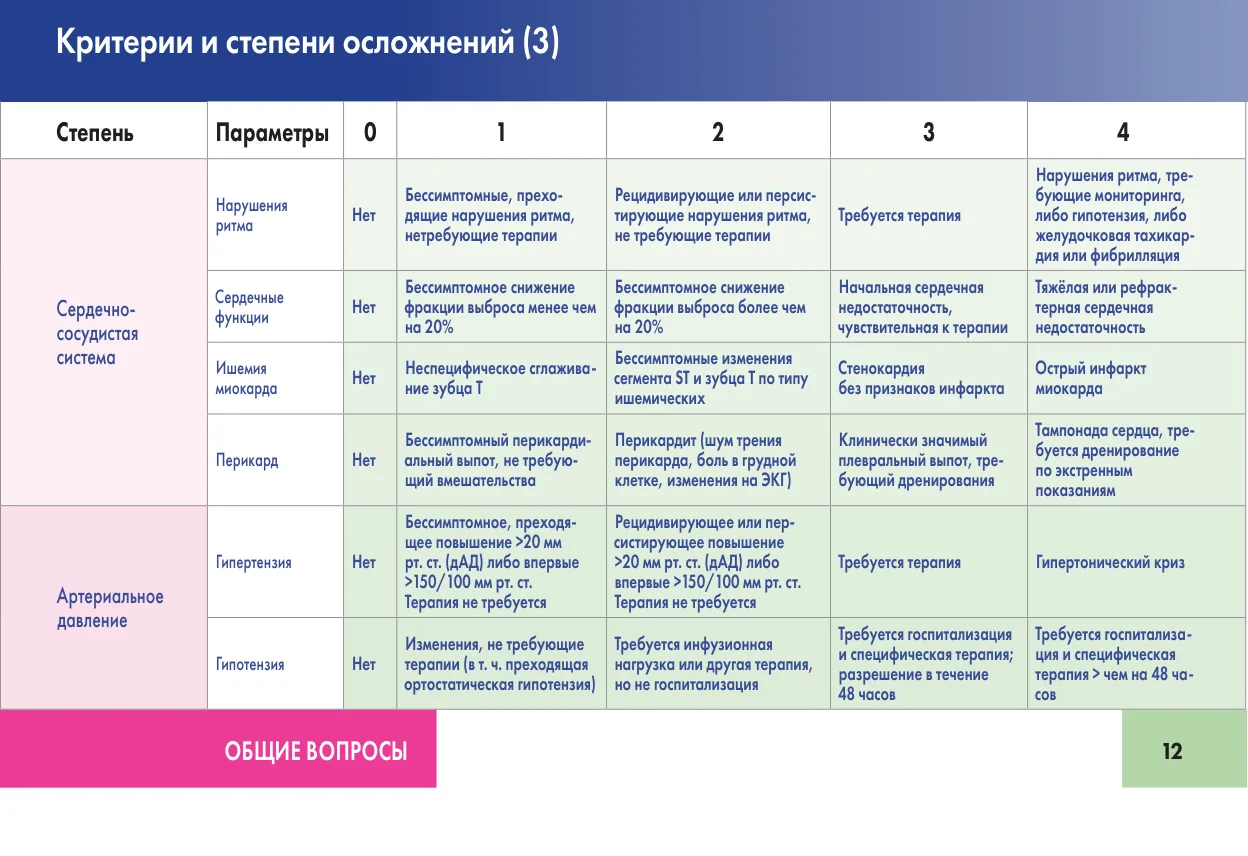 Критерии и степени осложнений (3)
Степень
Параметры
0
1
2
3
4
Сердечно-
сосудистая
система
Нарушения
ритма
Нет
Бессимптомные, прехо-
дящие нарушения ритма,
нетребующие терапии
Рецидивирующие или персис-
тирующие нарушения ритма,
не требующие терапии
Требуется терапия
Нарушения ритма, тре-
бующие мониторинга,
либо гипотензия, либо
желудочковая тахикар-
дия или фибрилляция
Сердечные
функции
Нет
Бессимптомное снижение
фракции выброса менее чем
на 20%
Бессимптомное снижение
фракции выброса более чем
на 20%
Начальная сердечная
недостаточность,
чувствительная к терапии
Тяжёлая или рефрак-
терная сердечная
недостаточность
Ишемия
миокарда
Нет
Неспецифическое сглажива-
ние зубца Т
Бессимптомные изменения
сегмента ST и зубца Т по типу
ишемических
Стенокардия
без признаков инфаркта
Острый инфаркт
миокарда
Перикард
Нет
Бессимптомный перикарди-
альный выпот, не требую-
щий вмешательства
Перикардит (шум трения
перикарда, боль в грудной
клетке, изменения на ЭКГ)
Клинически значимый
плевральный выпот, тре-
бующий дренирования
Тампонада сердца, тре-
буется дренирование
по экстренным
показаниям
Артериальное
давление
Гипертензия
Нет
Бессимптомное, преходя-
щее повышение >20 мм
рт. ст. (дАД) либо впервые
>150/100 мм рт. ст.
Терапия не требуется
Рецидивирующее или пер-
систирующее повышение
>20 мм рт. ст. (дАД) либо
впервые >150/100 мм рт. ст.
Терапия не требуется
Требуется терапия
Гипертонический криз
Гипотензия
Нет
Изменения, не требующие
терапии (в т. ч. преходящая
ортостатическая гипотензия)
Требуется инфузионная
нагрузка или другая терапия,
но не госпитализация
Требуется госпитализация
и специфическая терапия;
разрешение в течение
48 часов
Требуется госпитализа-
ция и специфическая
терапия > чем на 48 ча-
сов
ОБЩИЕ ВОПРОСЫ
12